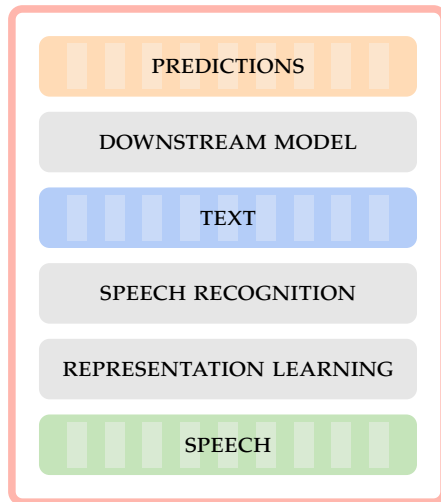 PREDICTIONS
DOWNSTREAM MODEL
TEXT
SPEECH RECOGNITION
REPRESENTATION LEARNING
SPEECH